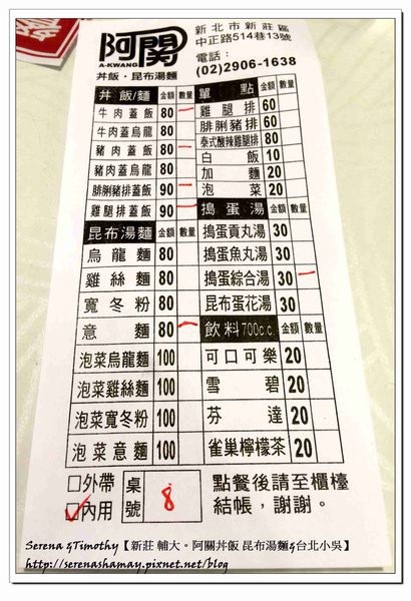 阿関
A-KWANG
丼飯・昆布湯麵
新北市新莊區
中正路514巷13號
電話：
(02)2906-1638
丼飯/麵 金額 數量 單點 金額 數量
牛肉蓋飯 80 雞腿排 60
牛肉蓋烏龍 80 腓腓豬排 60
豬肉蓋飯 80 泰式酸辣雞腿排 80
豬肉蓋烏龍 80 白飯 10
腓腓豬排蓋飯 90 加麵 20
雞腿排蓋飯 90 泡菜 20
昆布湯麵 金額 數量 搗蛋湯 金額 數量
烏龍麵 80 搗蛋貢丸湯 30
雞絲麵 80 搗蛋魚丸湯 30
寬冬粉 80 搗蛋綜合湯 30
意麵 80 昆布蛋花湯 30
泡菜烏龍麵 100 飲料700c.c. 金額 數量
泡菜雞絲麵 100 可口可樂 20
泡菜寬冬粉 100 雪碧 20
泡菜意麵 100 芬達 20
雀巢檸檬茶 20
□外帶
□內用
桌號 8
點餐後請至櫃檯
結帳，謝謝。
Serena &Timothy【新莊 輔大。阿關丼飯 昆布湯麵&台北小吳】
http://serenashamay.pixnet.net/blog